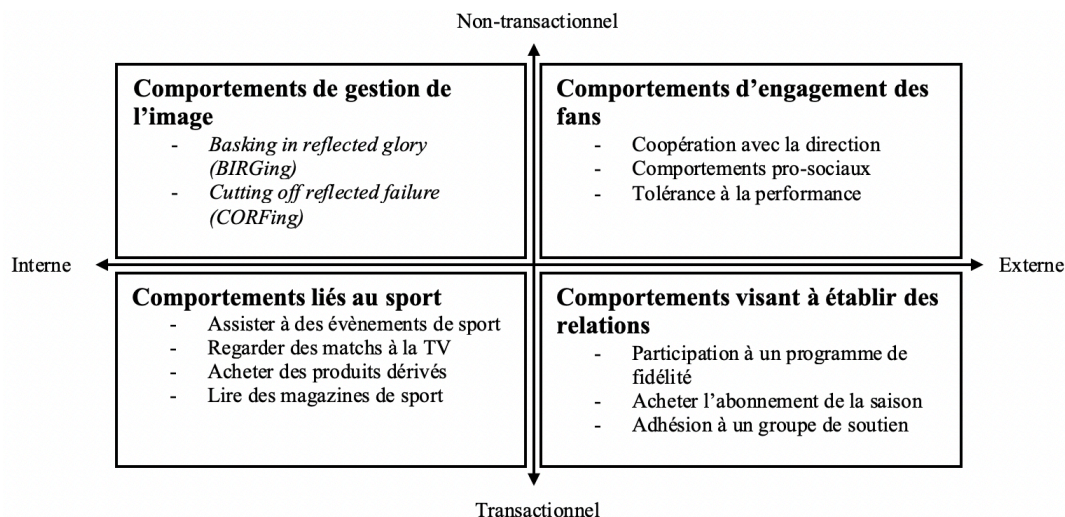 Non-transactionnel
Comportements de gestion de
l’image
- Basking in reflected glory
(BIRGing)
- Cutting off reflected failure
(CORFing)
Comportements d’engagement des
fans
- Coopération avec la direction
- Comportements pro-sociaux
- Tolérance à la performance
Interne
Externe
Comportements liés au sport
- Assister à des évènements de sport
- Regarder des matchs à la TV
- Acheter des produits dérivés
- Lire des magazines de sport
Comportements visant à établir des
relations
- Participation à un programme de
fidélité
- Acheter l’abonnement de la saison
- Adhésion à un groupe de soutien
Transactionnel